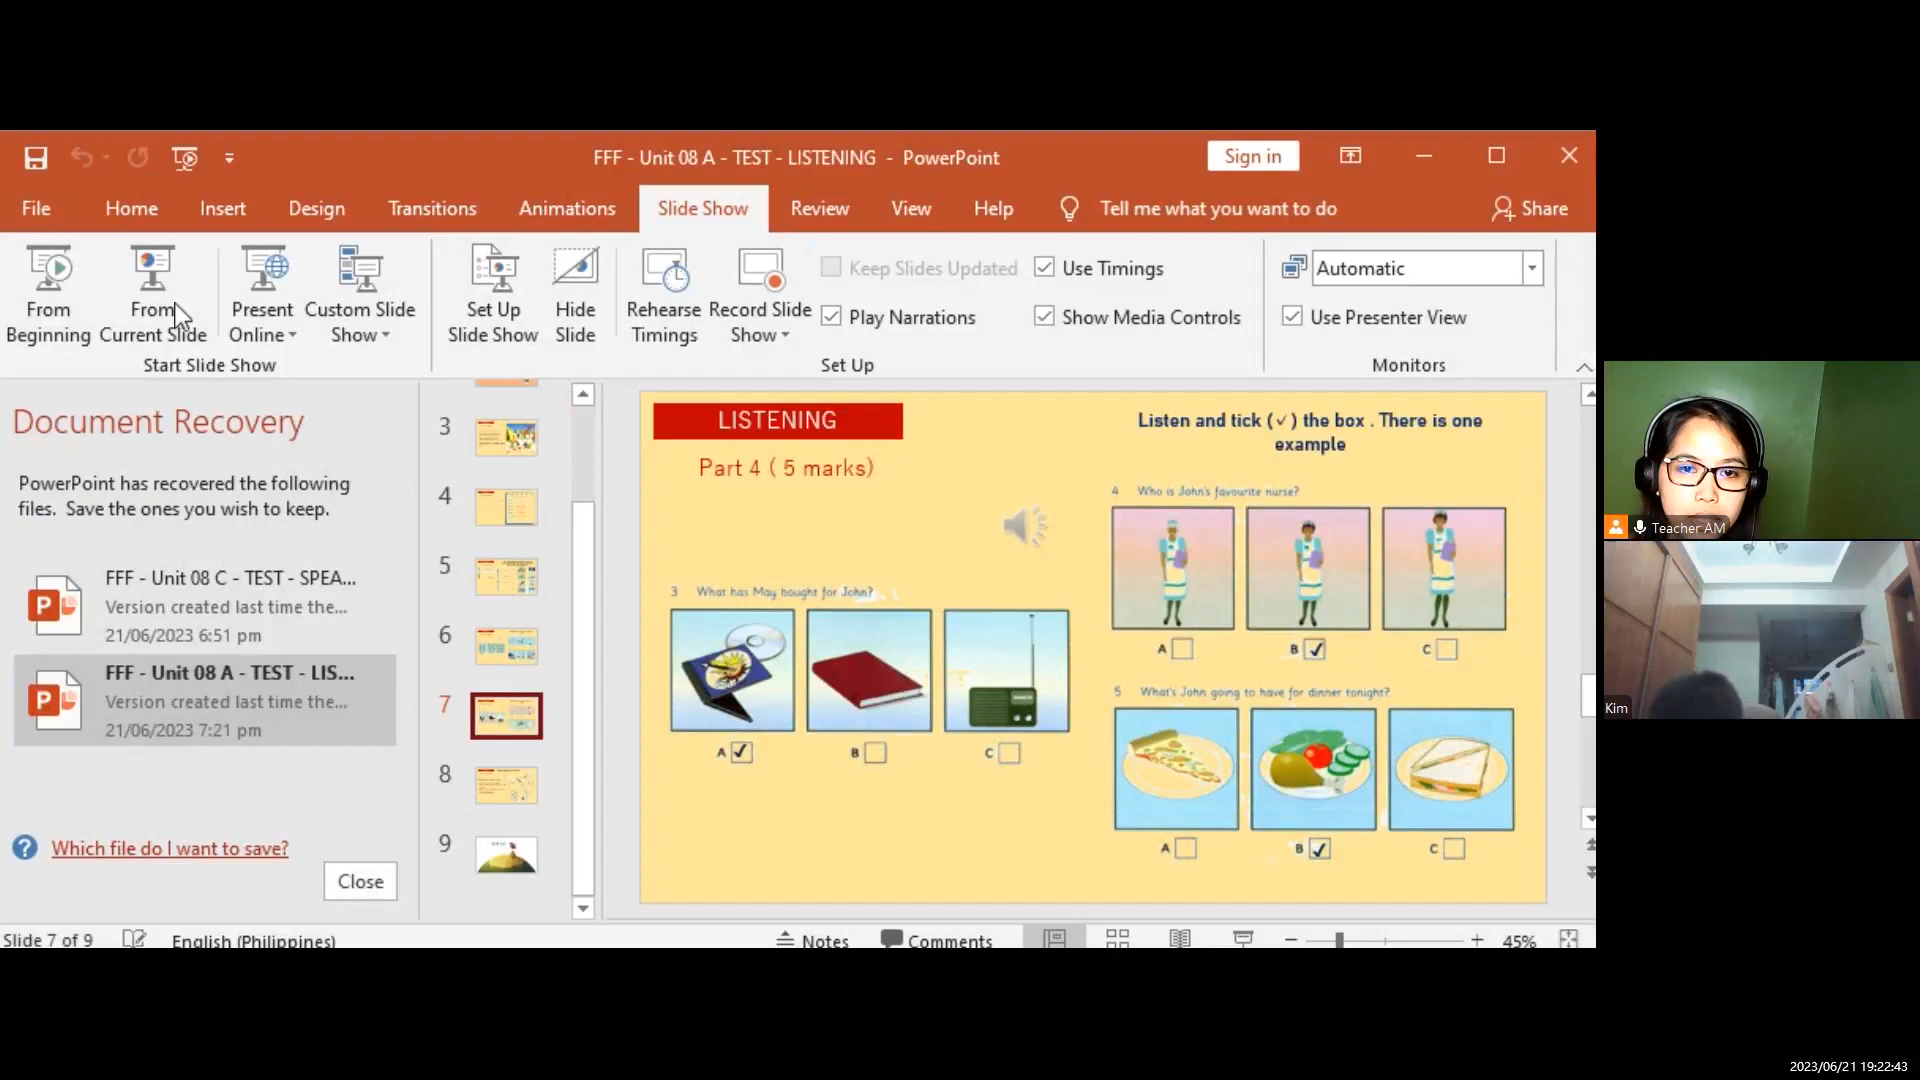 FFF - Unit 08 A - TEST - LISTENING - PowerPoint
Sign in
File Home Insert Design Transitions Animations Slide Show Review View Help Tell me what you want to do Share
From Beginning
From Current Slide
Present Online
Custom Slide Show
Start Slide Show
Set Up Slide Show
Hide Slide
Rehearse Timings
Record Slide Show
Keep Slides Updated
Play Narrations
Use Timings
Show Media Controls
Set Up
Automatic
Use Presenter View
Monitors
Document Recovery
PowerPoint has recovered the following
files. Save the ones you wish to keep.
FFF - Unit 08 C - TEST - SPEA...
Version created last time the...
21/06/2023 6:51 pm
FFF - Unit 08 A - TEST - LIS...
Version created last time the...
21/06/2023 7:21 pm
Which file do I want to save?
Close
3
4
5
6
7
8
9
LISTENING
Part 4 ( 5 marks)
Listen and tick (✓) the box . There is one
example
3 What has May bought for John?
A ✓ B C
4 Who is John's favourite nurse?
A B ✓ C
5 What's John going to have for dinner tonight?
A B ✓ C
Slide 7 of 9
English (Philippines)
Notes
Comments
45%
Teacher AM
Kim
2023/06/21 19:22:43